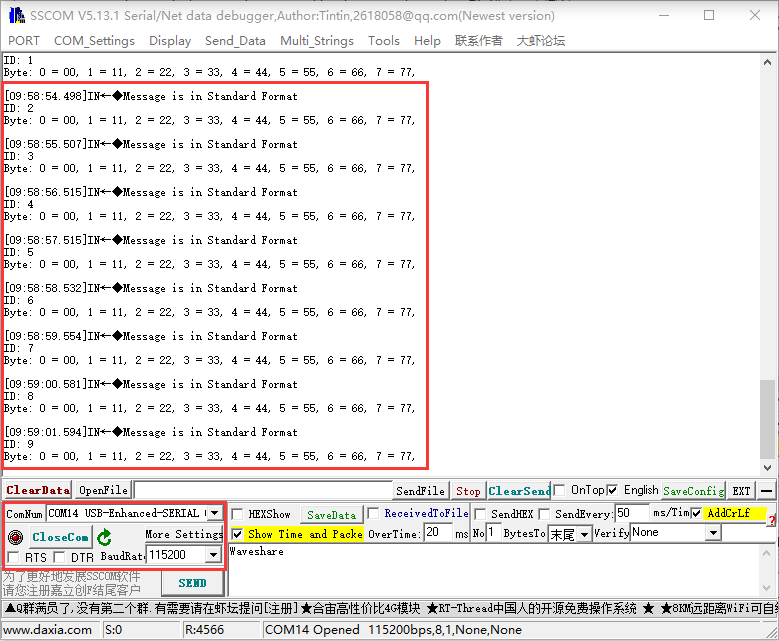 SSCOM V5.13.1 Serial/Net data debugger,Author:Tintin,2618058@qq.com(Newest version)
PORT COM_Settings Display Send_Data Multi_Strings Tools Help 联系作者 大虾论坛
ID: 1
Byte: 0 = 00, 1 = 11, 2 = 22, 3 = 33, 4 = 44, 5 = 55, 6 = 66, 7 = 77,
[09:58:54.498]IN←◆Message is in Standard Format
ID: 2
Byte: 0 = 00, 1 = 11, 2 = 22, 3 = 33, 4 = 44, 5 = 55, 6 = 66, 7 = 77,
[09:58:55.507]IN←◆Message is in Standard Format
ID: 3
Byte: 0 = 00, 1 = 11, 2 = 22, 3 = 33, 4 = 44, 5 = 55, 6 = 66, 7 = 77,
[09:58:56.515]IN←◆Message is in Standard Format
ID: 4
Byte: 0 = 00, 1 = 11, 2 = 22, 3 = 33, 4 = 44, 5 = 55, 6 = 66, 7 = 77,
[09:58:57.515]IN←◆Message is in Standard Format
ID: 5
Byte: 0 = 00, 1 = 11, 2 = 22, 3 = 33, 4 = 44, 5 = 55, 6 = 66, 7 = 77,
[09:58:58.532]IN←◆Message is in Standard Format
ID: 6
Byte: 0 = 00, 1 = 11, 2 = 22, 3 = 33, 4 = 44, 5 = 55, 6 = 66, 7 = 77,
[09:58:59.554]IN←◆Message is in Standard Format
ID: 7
Byte: 0 = 00, 1 = 11, 2 = 22, 3 = 33, 4 = 44, 5 = 55, 6 = 66, 7 = 77,
[09:59:00.581]IN←◆Message is in Standard Format
ID: 8
Byte: 0 = 00, 1 = 11, 2 = 22, 3 = 33, 4 = 44, 5 = 55, 6 = 66, 7 = 77,
[09:59:01.594]IN←◆Message is in Standard Format
ID: 9
Byte: 0 = 00, 1 = 11, 2 = 22, 3 = 33, 4 = 44, 5 = 55, 6 = 66, 7 = 77,
ClearData OpenFile SendFile Stop ClearSend OnTop English SaveConfig EXT
ComNum COM14 USB-Enhanced-SERIAL HEXShow SaveData ReceivedToFile SendHEX SendEvery: 50 ms/Tim AddCrLf
CloseCom More Settings Show Time and Packe OverTime: 20 ms No 1 BytesTo 末尾 Verify None
RTS DTR BaudRat 115200 Waveshare
为了更好地发展SSCOM软件
请您注册嘉立创F结尾客户
SEND
▲Q群满员了,没有第二个群.有需要请在虾坛提问[注册]★合宙高性价比4G模块 ★RT-Thread中国人的开源免费操作系统 ★ ★8KM远距离WiFi可自
www.daxia.com S:0 R:4566 COM14 Opened 115200bps,8,1,None,None